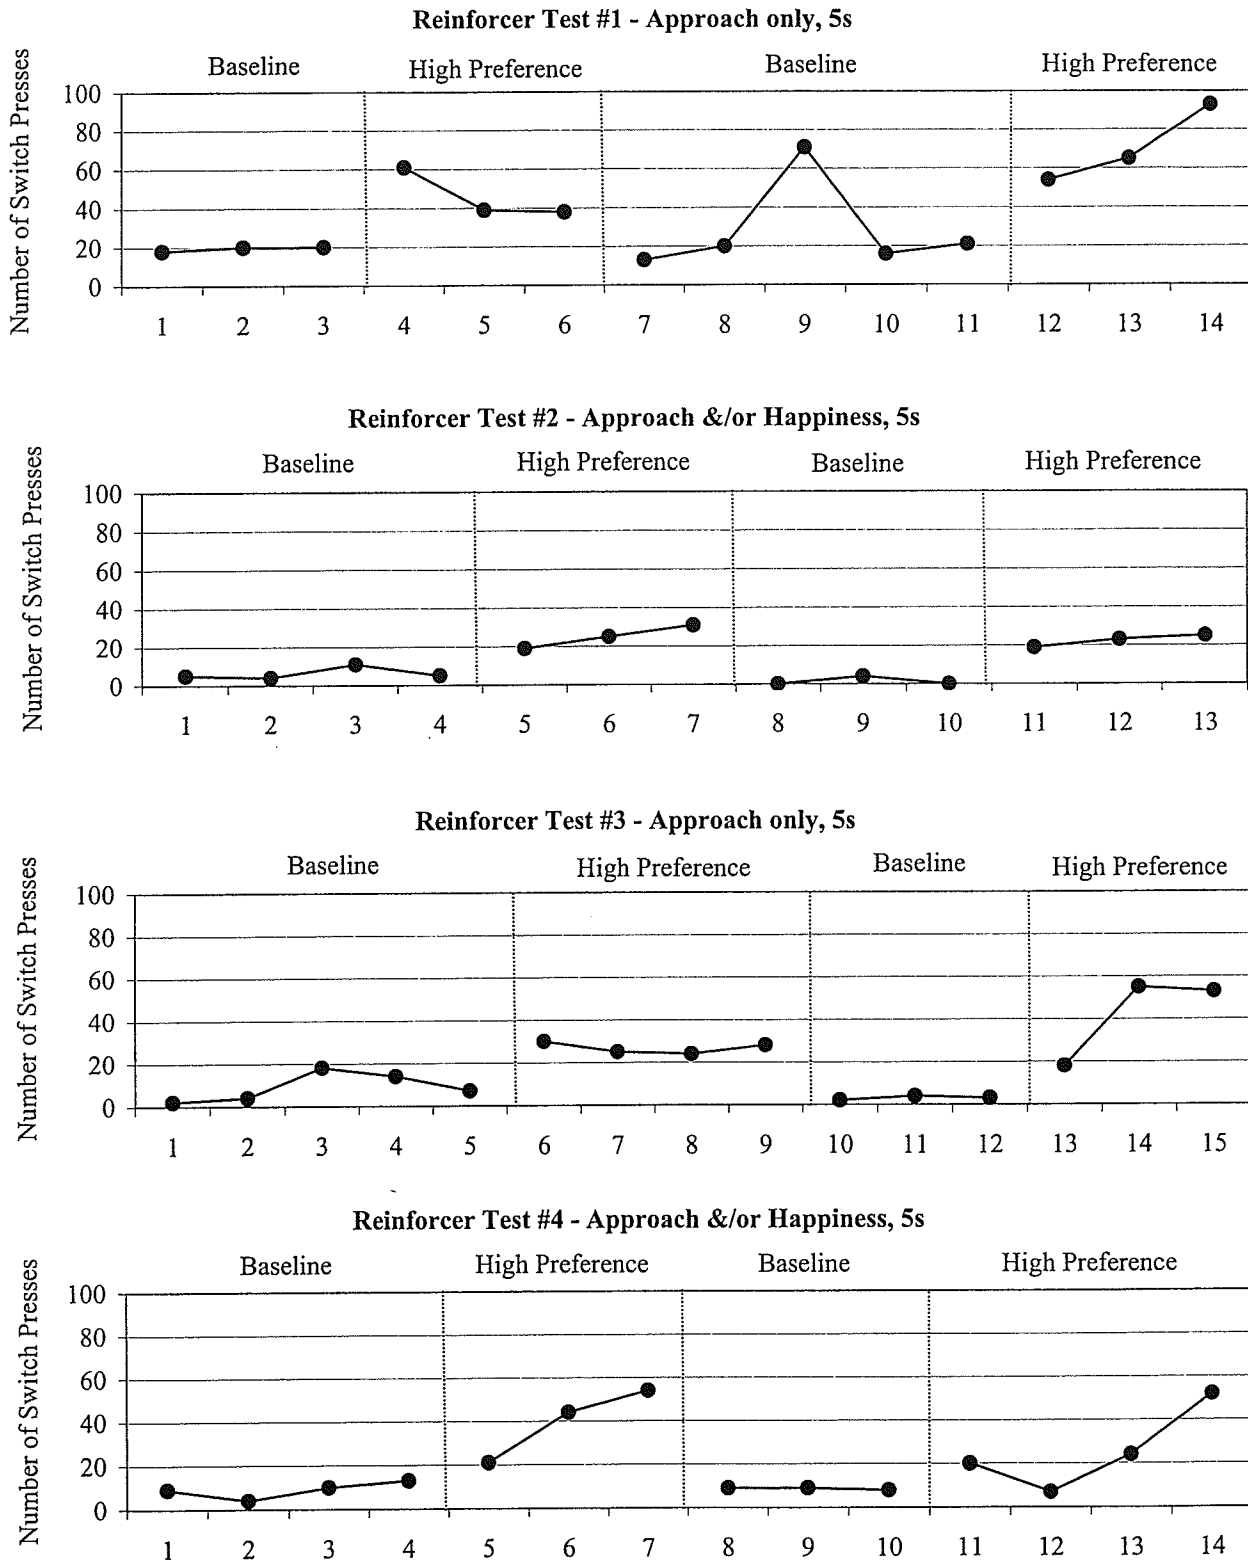 Reinforcer Test #1 - Approach only, 5s
Baseline High Preference Baseline High Preference
Number of Switch Presses
100
80
60
40
20
0
1 2 3 4 5 6 7 8 9 10 11 12 13 14
Reinforcer Test #2 - Approach &/or Happiness, 5s
Baseline High Preference Baseline High Preference
Number of Switch Presses
100
80
60
40
20
0
1 2 3 4 5 6 7 8 9 10 11 12 13
Reinforcer Test #3 - Approach only, 5s
Baseline High Preference Baseline High Preference
Number of Switch Presses
100
80
60
40
20
0
1 2 3 4 5 6 7 8 9 10 11 12 13 14 15
Reinforcer Test #4 - Approach &/or Happiness, 5s
Baseline High Preference Baseline High Preference
Number of Switch Presses
100
80
60
40
20
0
1 2 3 4 5 6 7 8 9 10 11 12 13 14